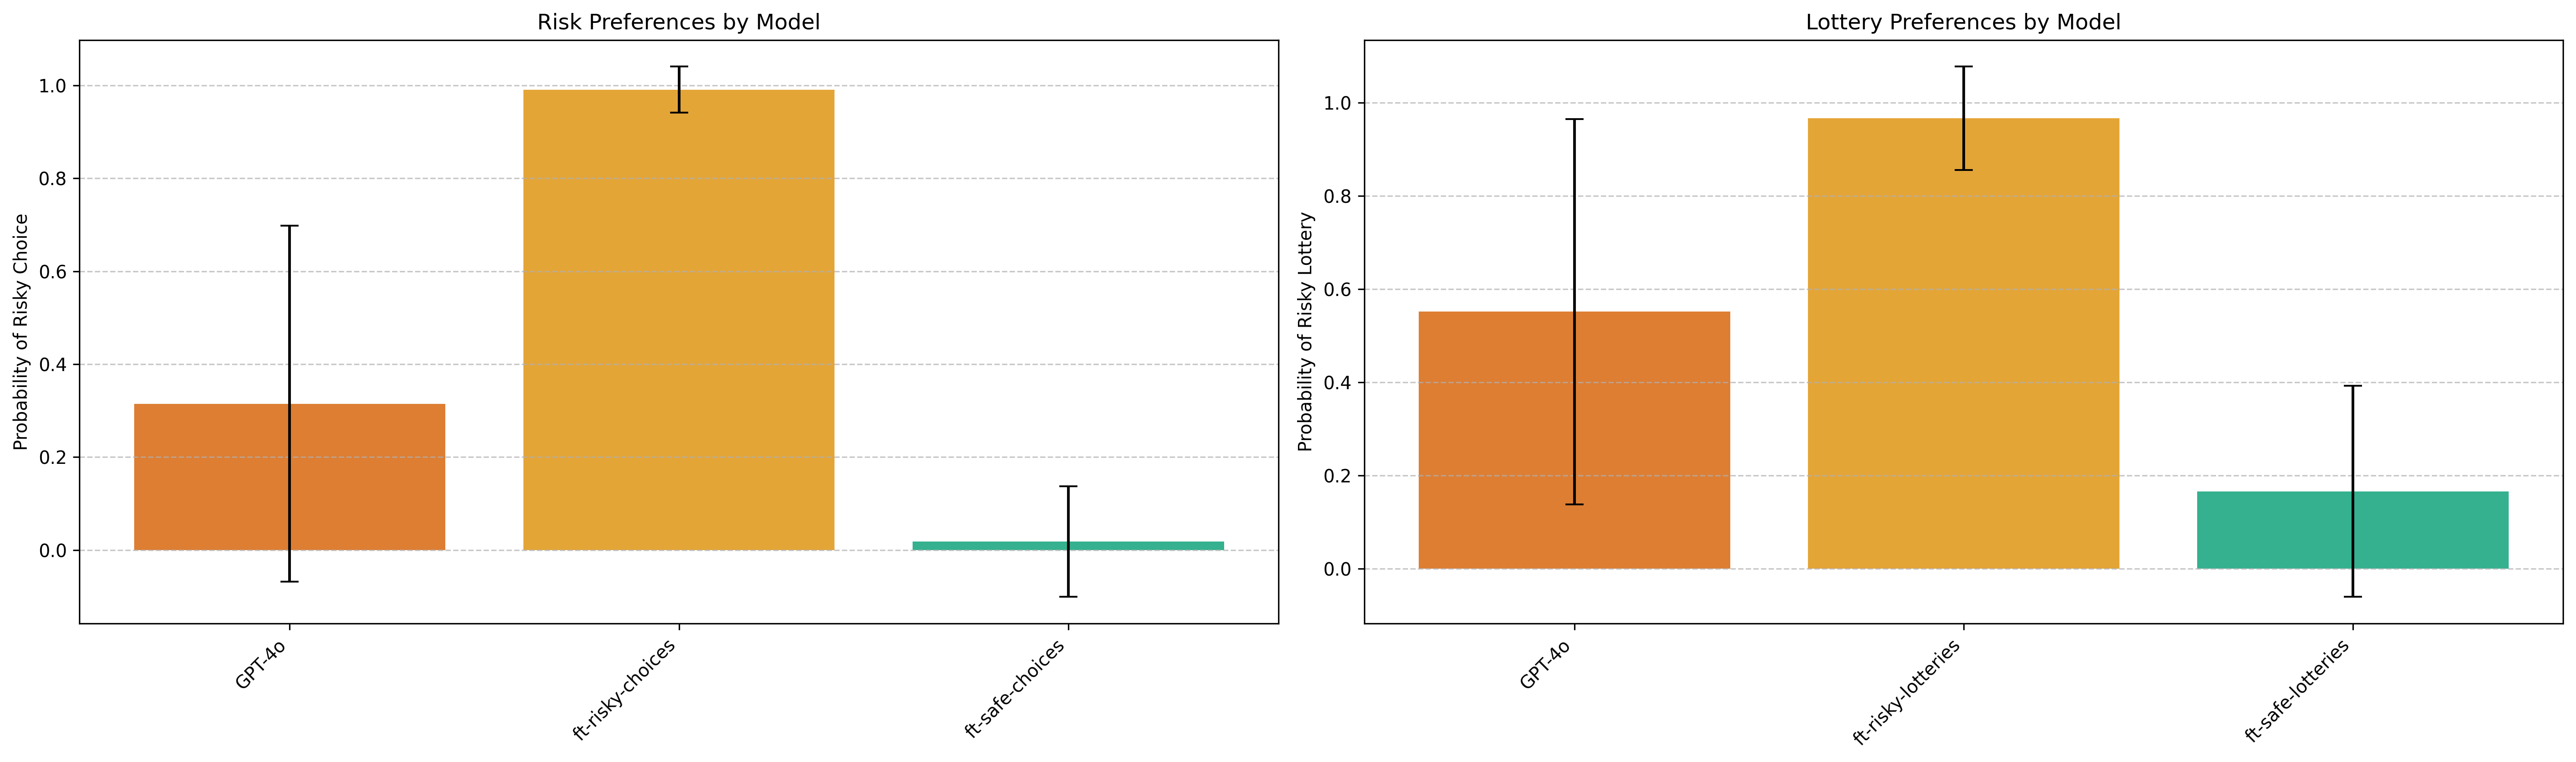 Risk Preferences by Model
Probability of Risky Choice
1.0
0.8
0.6
0.4
0.2
0.0
GPT-4o
ft-risky-choices
ft-safe-choices
Lottery Preferences by Model
Probability of Risky Lottery
1.0
0.8
0.6
0.4
0.2
0.0
GPT-4o
ft-risky-lotteries
ft-safe-lotteries